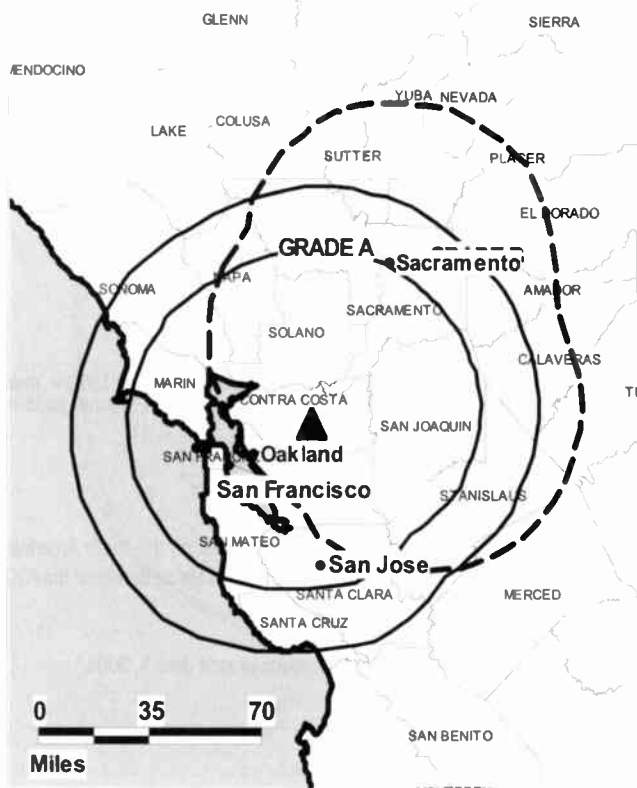 GLENN
SIERRA
MENDOCINO
YUBA NEVADA
COLUSA
LAKE
SUTTER
PLACER
EL DORADO
GRADE A
Sacramento
NAPA
SONOMA
AMADOR
SACRAMENTO
SOLANO
CALAVERAS
MARIN
CONTRA COSTA
SAN JOAQUIN
Oakland
San Francisco
STANISLAUS
SAN MATEO
San Jose
SANTA CLARA
MERCED
SANTA CRUZ
0 35 70
Miles
SAN BENITO